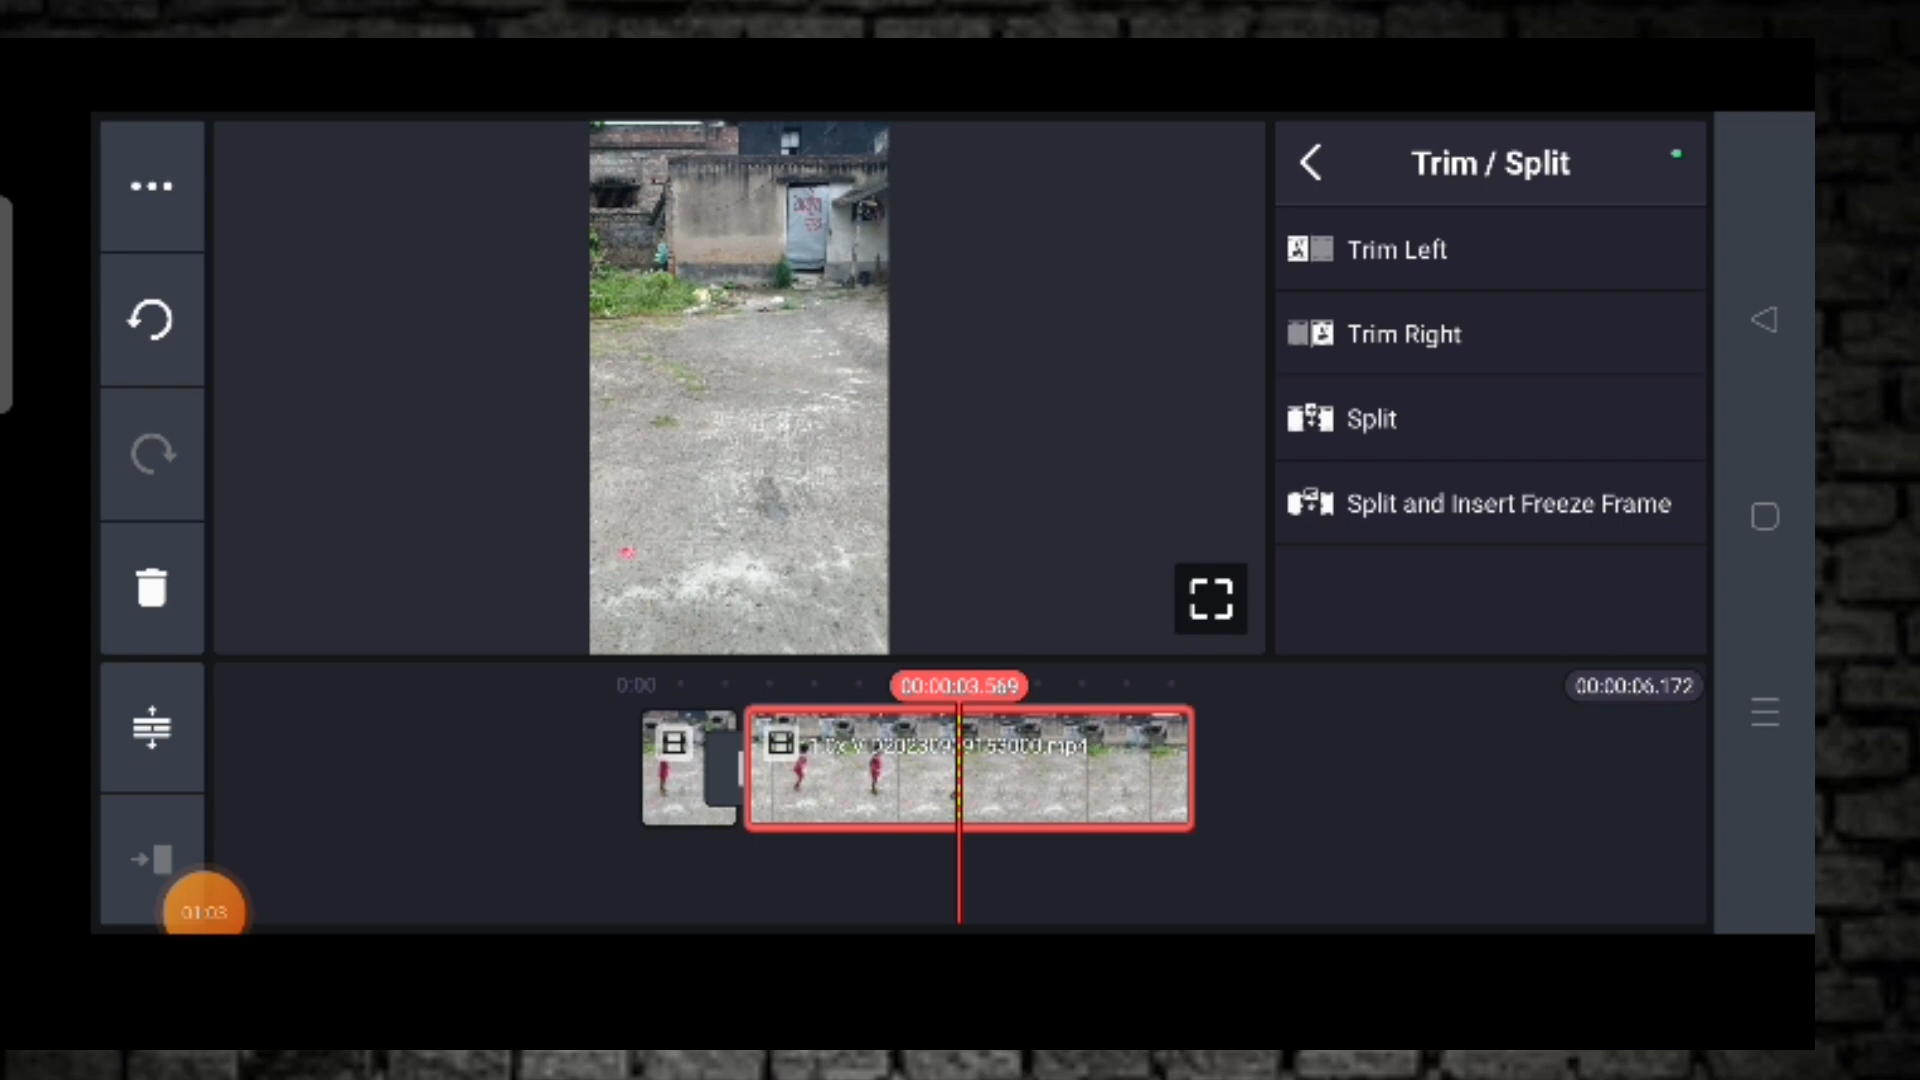 Trim / Split
Trim Left
Trim Right
Split
Split and Insert Freeze Frame
0:00
00:00:03.569
00:00:06.172
01:03